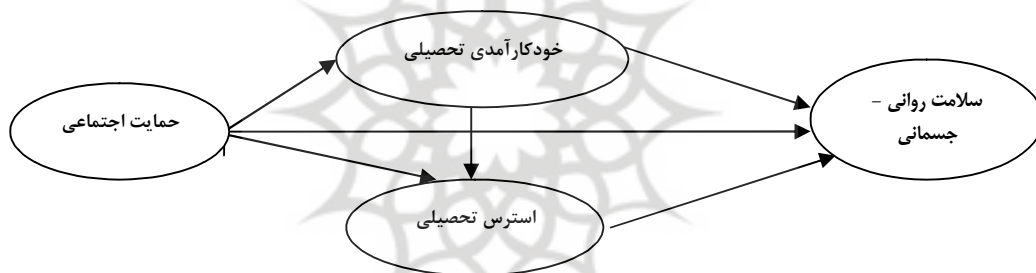 خودکارآمدی تحصیلی
حمایت اجتماعی
سلامت روانی –
جسمانی
استرس تحصیلی